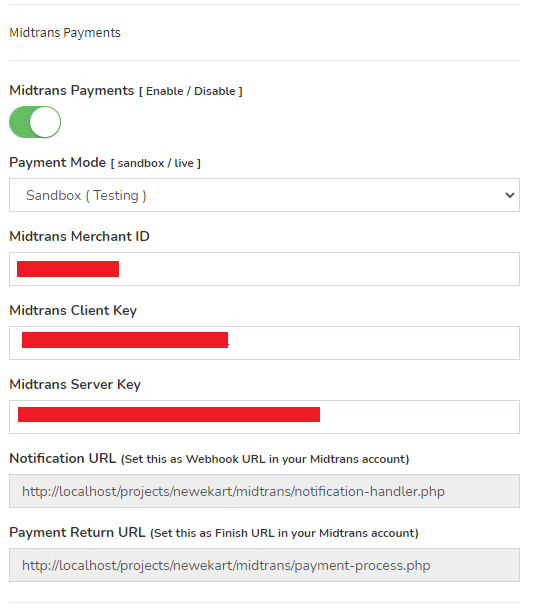 Midtrans Payments
Midtrans Payments [ Enable / Disable ]
Payment Mode [ sandbox / live ]
Sandbox ( Testing )
Midtrans Merchant ID
Midtrans Client Key
Midtrans Server Key
Notification URL (Set this as Webhook URL in your Midtrans account)
http://localhost/projects/newekart/midtrans/notification-handler.php
Payment Return URL (Set this as Finish URL in your Midtrans account)
http://localhost/projects/newekart/midtrans/payment-process.php